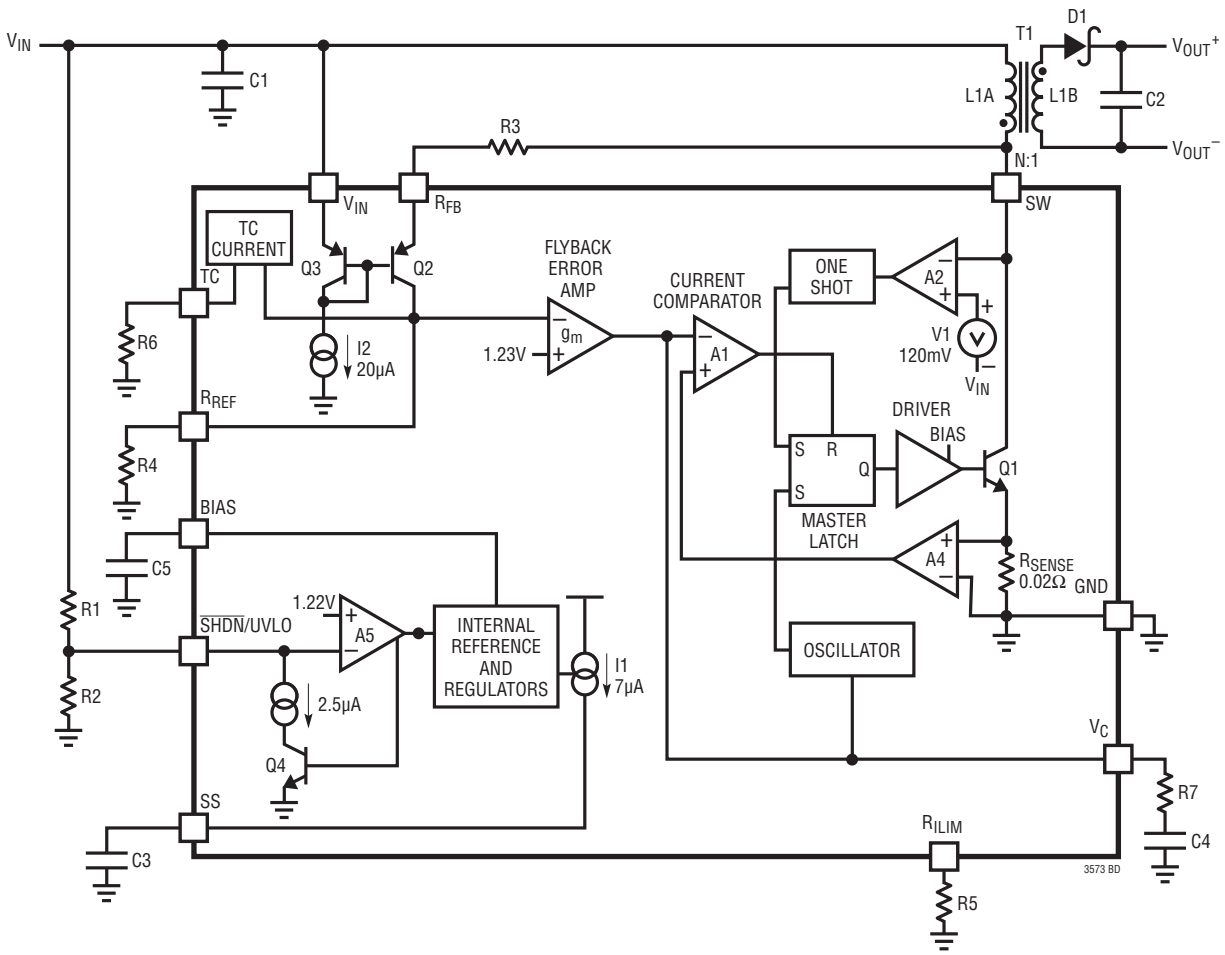 VIN
C1
T1
D1
VOUT+
L1A
L1B
C2
VOUT−
N:1
R3
VIN
RFB
SW
TC
CURRENT
TC
Q3
Q2
FLYBACK
ERROR
AMP
CURRENT
COMPARATOR
ONE
SHOT
A2
−
+
V1
120mV
+
V
−
VIN
R6
I2
20µA
−
gm
1.23V
+
−
A1
+
RREF
R4
DRIVER
BIAS
S
R
Q
S
Q1
MASTER
LATCH
BIAS
C5
A4
+
−
RSENSE
0.02Ω
GND
R1
SHDN/UVLO
1.22V
+
A5
−
INTERNAL
REFERENCE
AND
REGULATORS
I1
7µA
OSCILLATOR
R2
2.5µA
Q4
VC
R7
C4
SS
C3
RILIM
R5
3573 BD